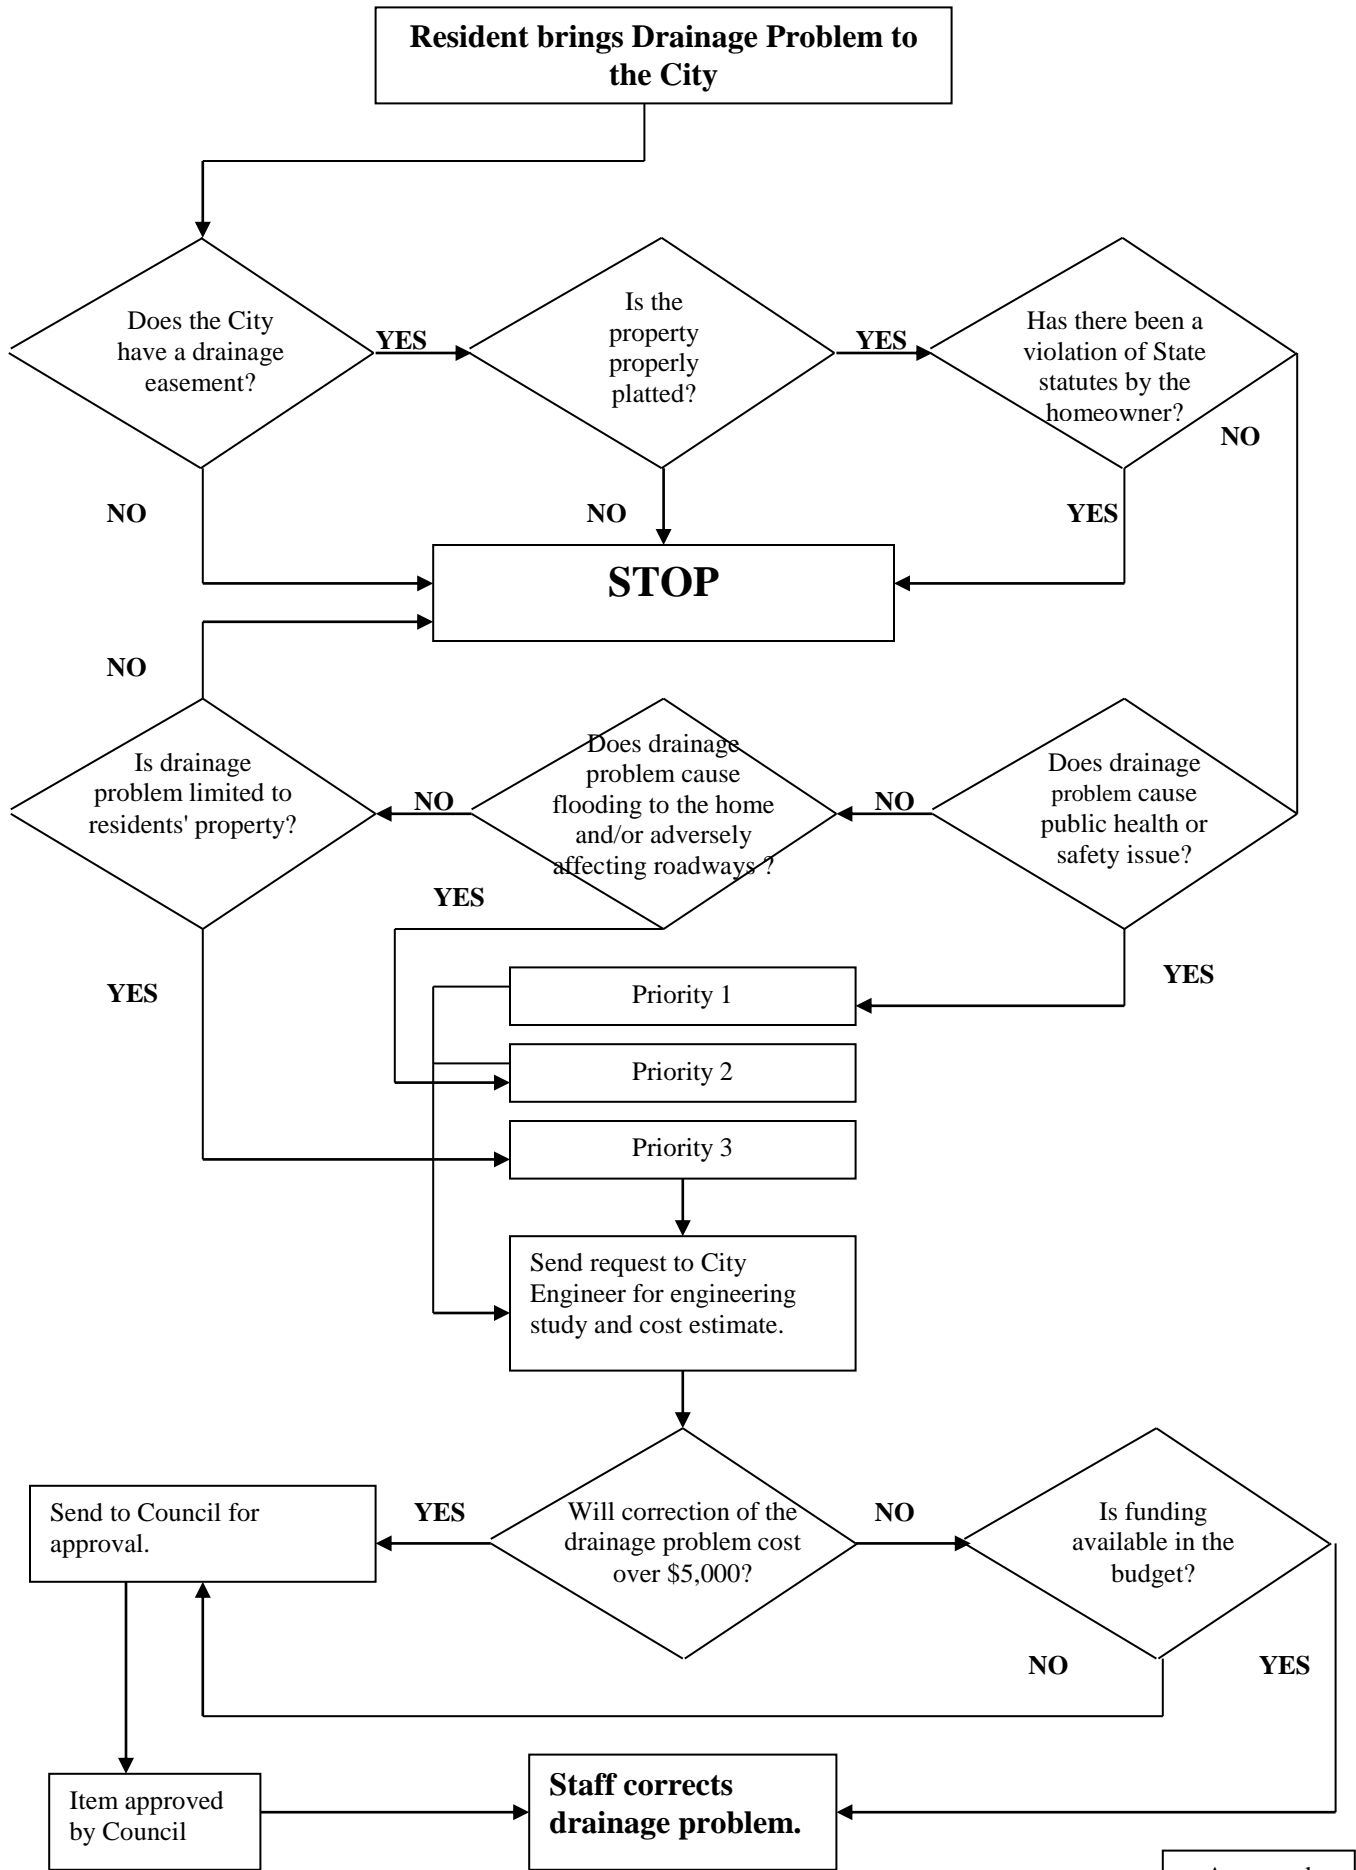 Resident brings Drainage Problem to
the City
Does the City
have a drainage
easement?
YES
Is the
property
properly
platted?
YES
Has there been a
violation of State
statutes by the
homeowner?
NO
NO
NO
YES
STOP
NO
Is drainage
problem limited to
residents' property?
NO
Does drainage
problem cause
flooding to the home
and/or adversely
affecting roadways ?
NO
Does drainage
problem cause
public health or
safety issue?
YES
YES
YES
Priority 1
Priority 2
Priority 3
Send request to City
Engineer for engineering
study and cost estimate.
Send to Council for
approval.
YES
Will correction of the
drainage problem cost
over $5,000?
NO
Is funding
available in the
budget?
NO
YES
Item approved
by Council
Staff corrects
drainage problem.